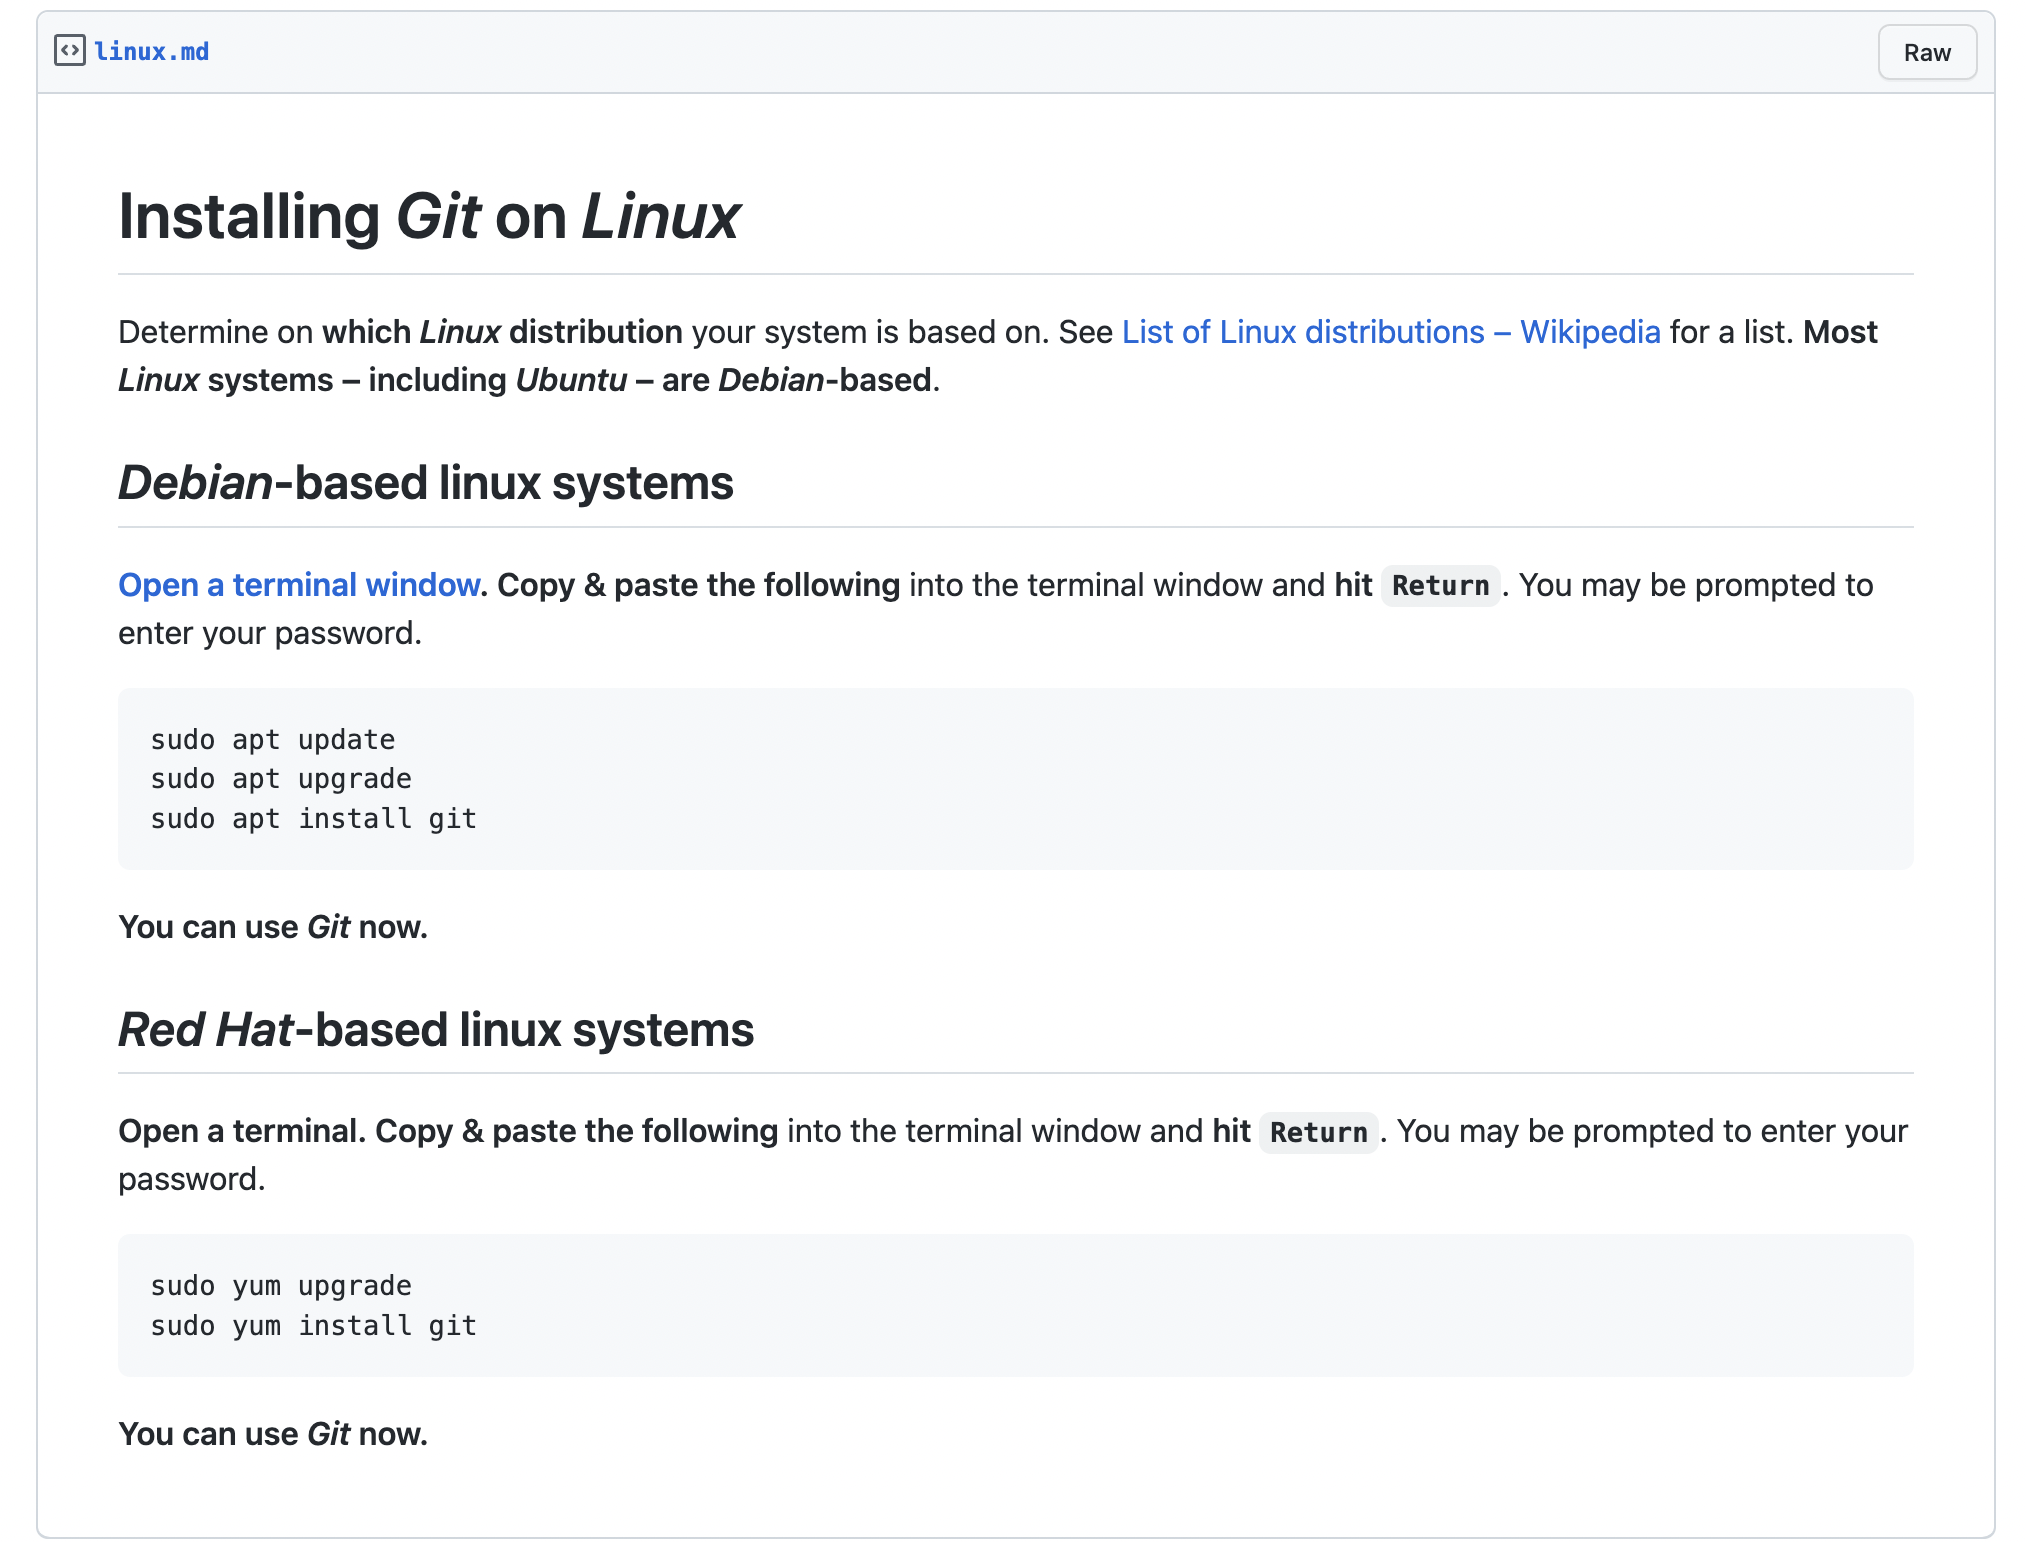 linux.md
Raw
Installing Git on Linux
Determine on which Linux distribution your system is based on. See List of Linux distributions – Wikipedia for a list. Most
Linux systems – including Ubuntu – are Debian-based.
Debian-based linux systems
Open a terminal window. Copy & paste the following into the terminal window and hit Return. You may be prompted to
enter your password.
sudo apt update
sudo apt upgrade
sudo apt install git
You can use Git now.
Red Hat-based linux systems
Open a terminal. Copy & paste the following into the terminal window and hit Return. You may be prompted to enter your
password.
sudo yum upgrade
sudo yum install git
You can use Git now.